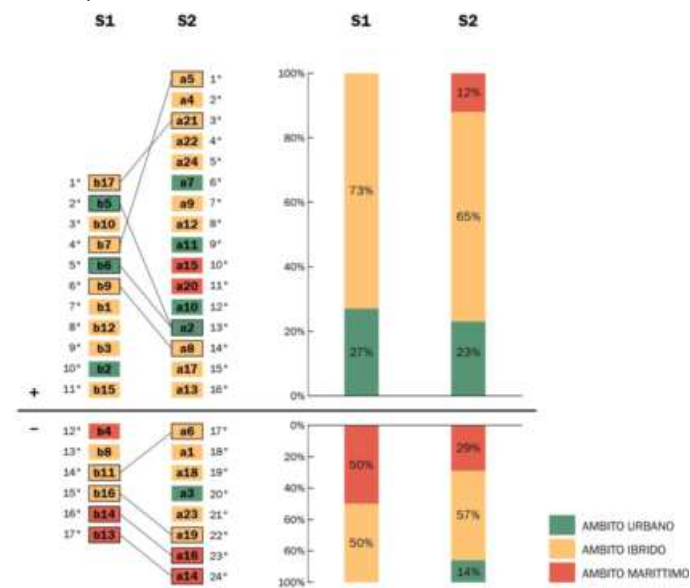 S1 S2 S1 S2
a5 1° 100%
a4 2° 12%
a21 3°
a22 4° 80%
a24 5°
1° b17 a7 6° 73%
2° b5 a9 7° 60% 65%
3° b10 a12 8°
4° b7 a11 9°
5° b6 a15 10° 40%
6° b9 a20 11°
7° b1 a10 12°
8° b12 a2 13° 20%
9° b3 a8 14° 27% 23%
10° b2 a17 15°
11° b15 a13 16° 0%
+
−
12° b4 a6 17° 0%
13° b8 a1 18° 20% 29%
14° b11 a18 19° 50%
15° b16 a3 20° 40%
16° b14 a23 21° 60% 57%
17° b13 a19 22° 50%
a16 23° 80%
a14 24° 100% 14%
AMBITO URBANO
AMBITO IBRIDO
AMBITO MARITTIMO